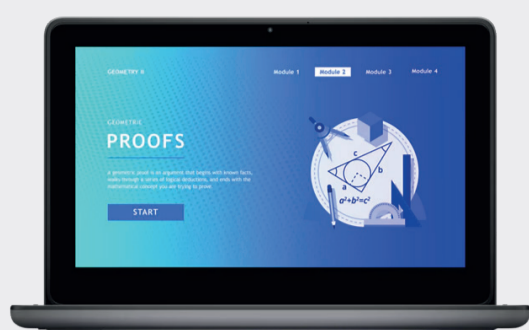 GEOMETRY II
Module 1
Module 2
Module 3
Module 4
GEOMETRIC
PROOFS
A geometric proof is an argument that begins with known facts,
make through a series of logical deductions, and ends with the
mathematical concept you are trying to prove.
START
c
b
a
a²+b²=c²